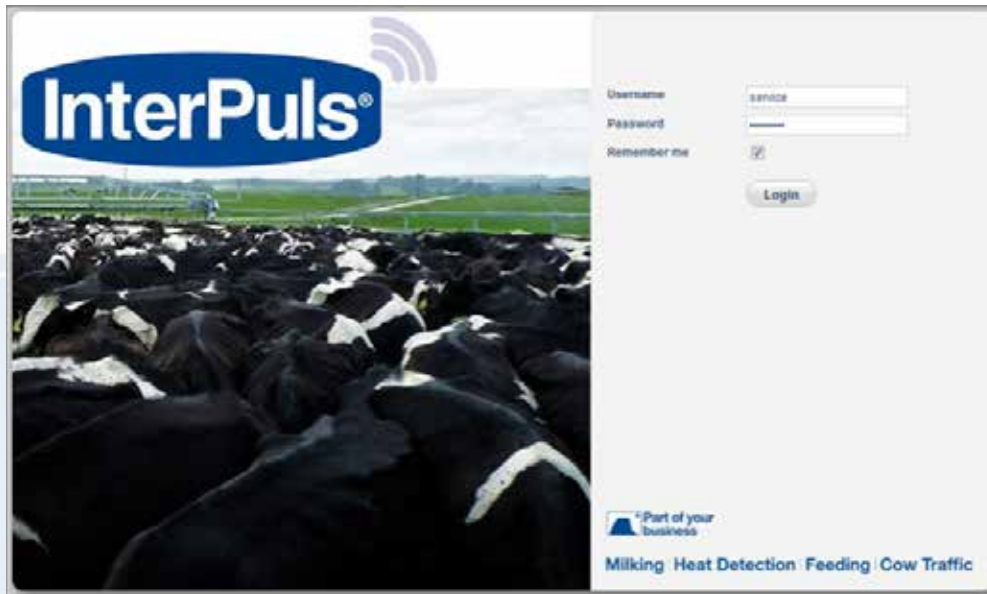 InterPuls®
Username
service
Password
Remember me
Login
Part of your
business
Milking Heat Detection Feeding Cow Traffic